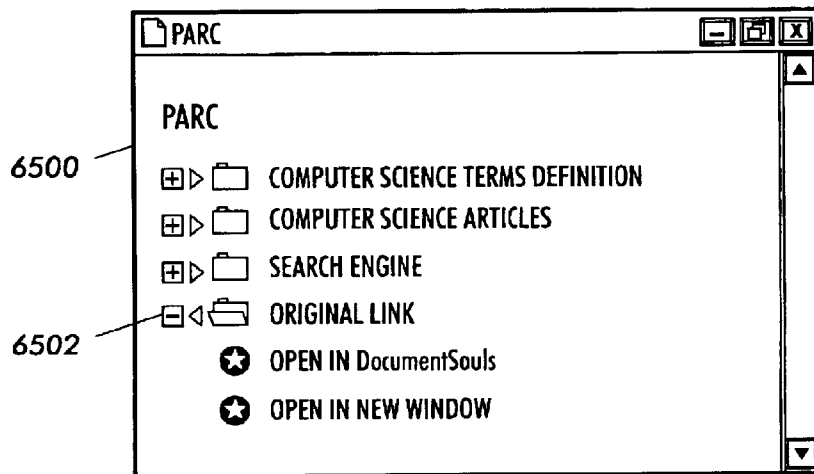 PARC
PARC
6500
COMPUTER SCIENCE TERMS DEFINITION
COMPUTER SCIENCE ARTICLES
SEARCH ENGINE
ORIGINAL LINK
6502
OPEN IN DocumentSouls
OPEN IN NEW WINDOW